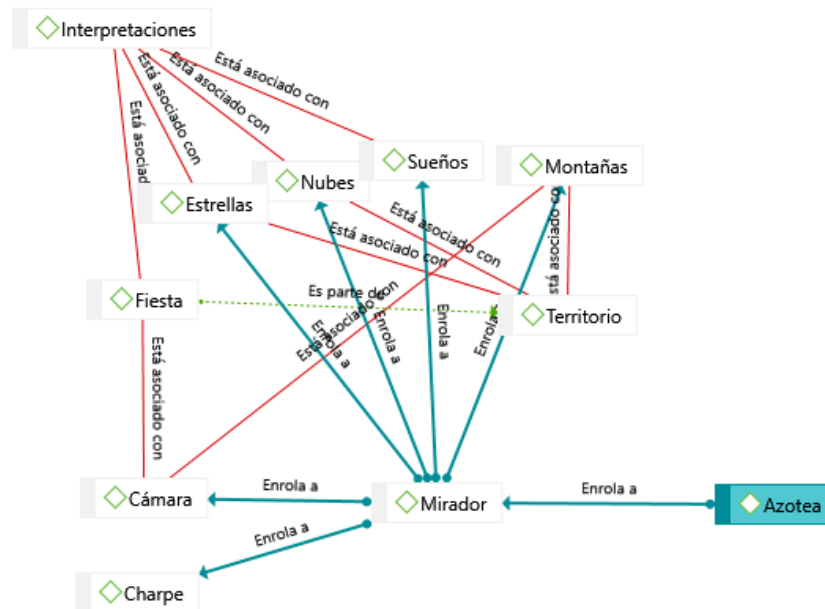 Interpretaciones
Está asociado con
Está asociado con
Está asociado con
Está asociad
Sueños
Montañas
Nubes
Estrellas
Está asociado con
Está asociado con
sta asociado co
Fiesta
Es parte de
Territorio
Enrola a
Enrola a
Enrola a
Enrola
Está asociado con
Está asociado con
Cámara
Enrola a
Mirador
Enrola a
Azotea
Enrola a
Charpe